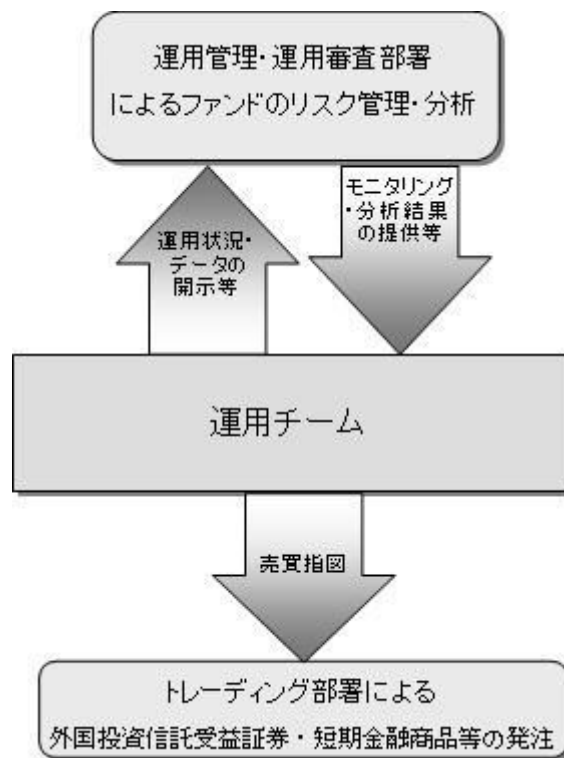 運用管理・運用審査部署
によるファンドのリスク管理・分析
運用状況・
データの
開示等
モニタリング
・分析結果
の提供等
運用チーム
売買指図
トレーディング部署による
外国投資信託受益証券・短期金融商品等の発注